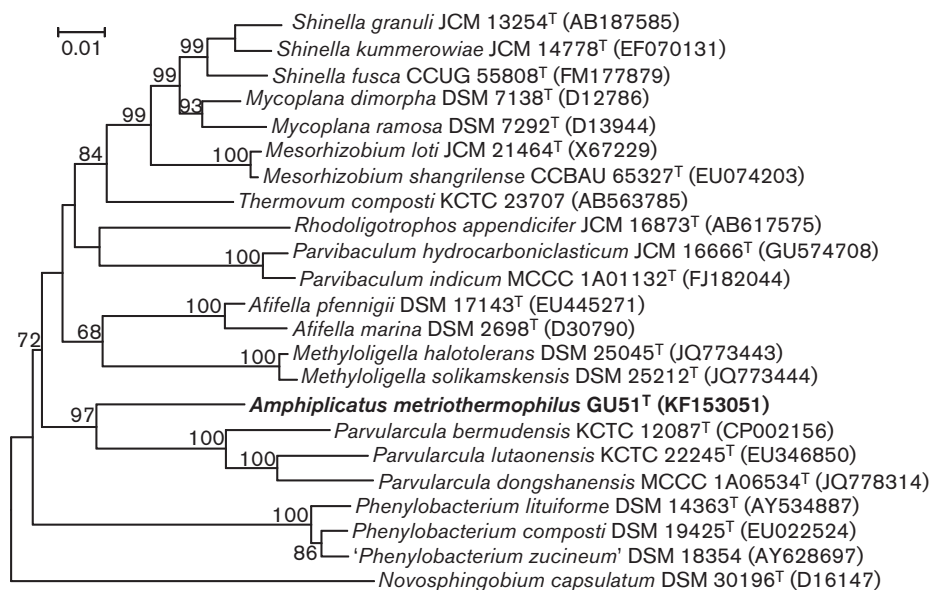 Shinella granuli JCM 13254ᵀ (AB187585)
0.01
99
Shinella kummerowiae JCM 14778ᵀ (EF070131)
99
Shinella fusca CCUG 55808ᵀ (FM177879)
93
Mycoplana dimorpha DSM 7138ᵀ (D12786)
99
Mycoplana ramosa DSM 7292ᵀ (D13944)
84
100
Mesorhizobium loti JCM 21464ᵀ (X67229)
Mesorhizobium shangrilense CCBAU 65327ᵀ (EU074203)
Thermovum composti KCTC 23707 (AB563785)
Rhodoligotrophos appendicifer JCM 16873ᵀ (AB617575)
100
Parvibaculum hydrocarboniclasticum JCM 16666ᵀ (GU574708)
Parvibaculum indicum MCCC 1A01132ᵀ (FJ182044)
100
Afifella pfennigii DSM 17143ᵀ (EU445271)
72
68
Afifella marina DSM 2698ᵀ (D30790)
100
Methyloligella halotolerans DSM 25045ᵀ (JQ773443)
Methyloligella solikamskensis DSM 25212ᵀ (JQ773444)
97
Amphiplicatus metriothermophilus GU51ᵀ (KF153051)
100
Parvularcula bermudensis KCTC 12087ᵀ (CP002156)
100
Parvularcula lutaonensis KCTC 22245ᵀ (EU346850)
Parvularcula dongshanensis MCCC 1A06534ᵀ (JQ778314)
100
Phenylobacterium lituiforme DSM 14363ᵀ (AY534887)
Phenylobacterium composti DSM 19425ᵀ (EU022524)
86
‘Phenylobacterium zucineum’ DSM 18354 (AY628697)
Novosphingobium capsulatum DSM 30196ᵀ (D16147)